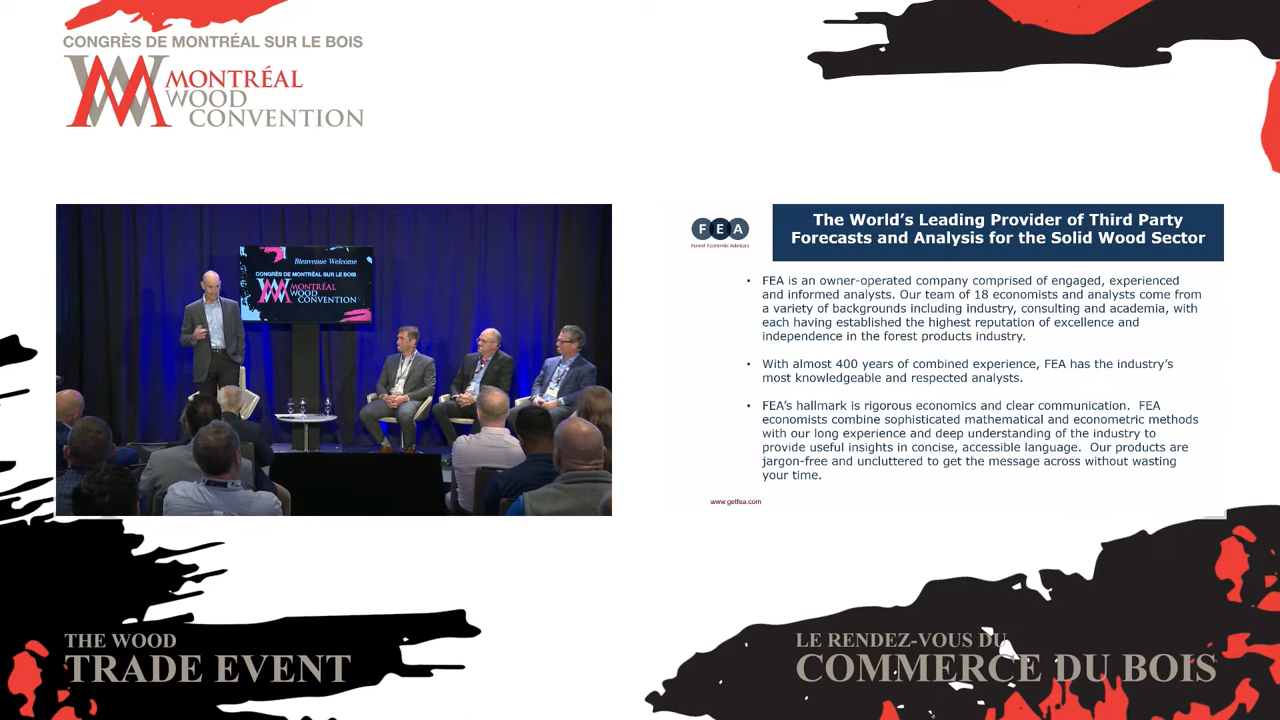 CONGRÈS DE MONTRÉAL SUR LE BOIS
MONTRÉAL
WOOD
CONVENTION
Bienvenue Welcome
CONGRÈS DE MONTRÉAL SUR LE BOIS
MONTRÉAL
WOOD
CONVENTION
F E A
Forest Economic Advisors
The World's Leading Provider of Third Party
Forecasts and Analysis for the Solid Wood Sector
• FEA is an owner-operated company comprised of engaged, experienced
and informed analysts. Our team of 18 economists and analysts come from
a variety of backgrounds including industry, consulting and academia, with
each having established the highest reputation of excellence and
independence in the forest products industry.
• With almost 400 years of combined experience, FEA has the industry's
most knowledgeable and respected analysts.
• FEA's hallmark is rigorous economics and clear communication. FEA
economists combine sophisticated mathematical and econometric methods
with our long experience and deep understanding of the industry to
provide useful insights in concise, accessible language. Our products are
jargon-free and uncluttered to get the message across without wasting
your time.
www.getfea.com
THE WOOD
TRADE EVENT
LE RENDEZ-VOUS DU
COMMERCE DU BOIS